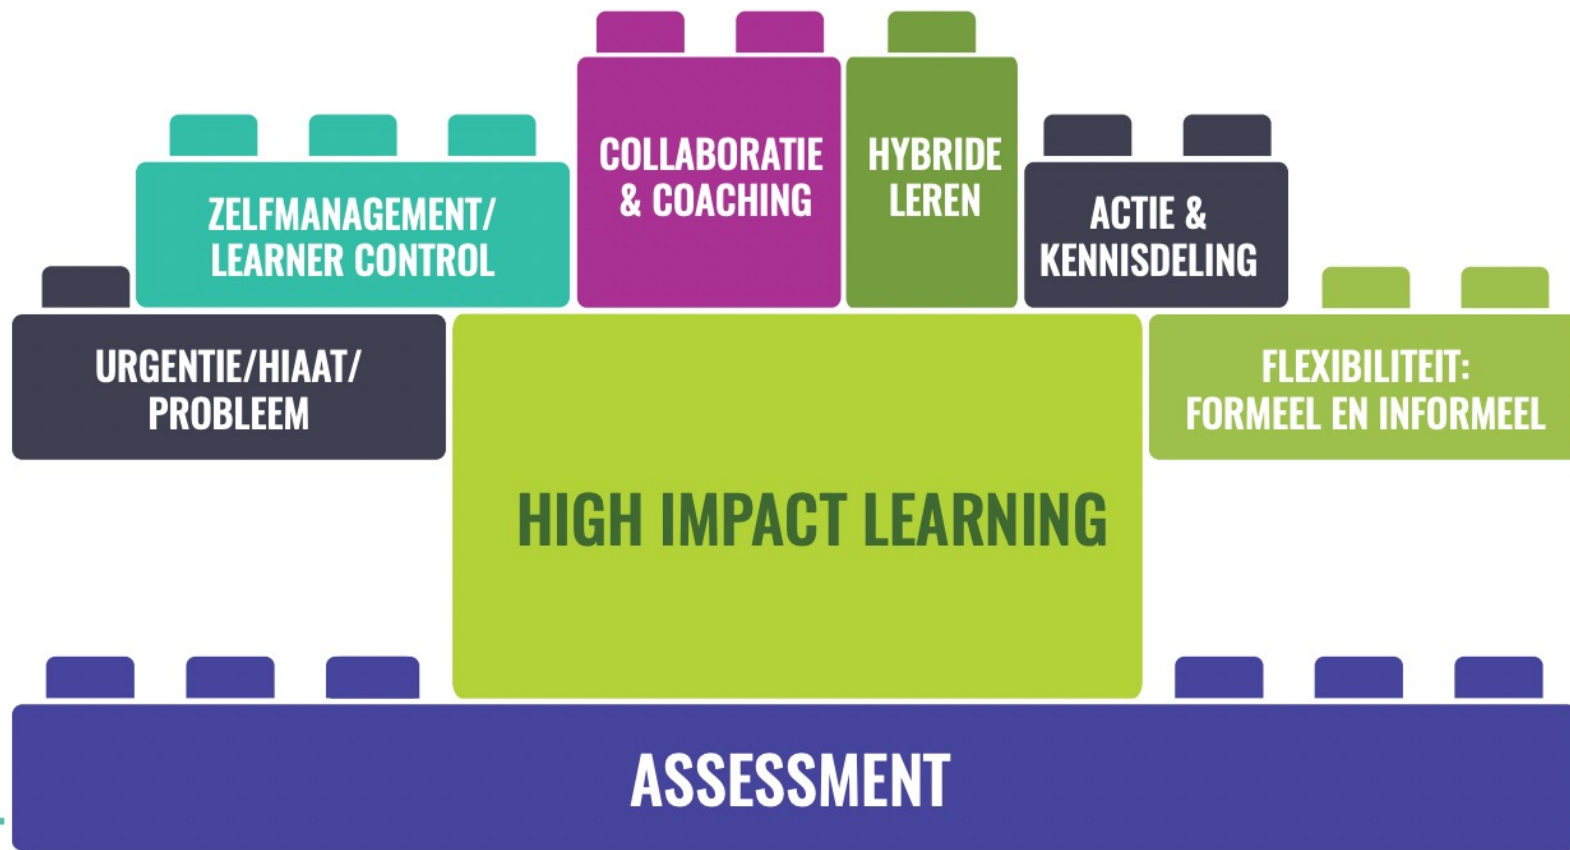 COLLABORATIE
& COACHING
HYBRIDE
LEREN
ZELFMANAGEMENT/
LEARNER CONTROL
ACTIE &
KENNISDELING
URGENTIE/HIAAT/
PROBLEEM
FLEXIBILITEIT:
FORMEEL EN INFORMEEL
HIGH IMPACT LEARNING
ASSESSMENT